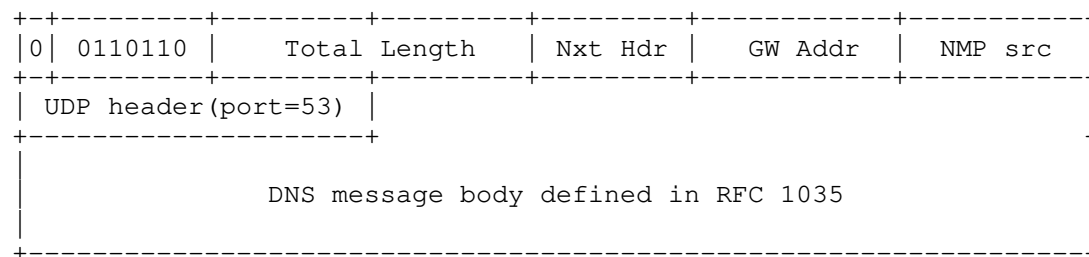 |0| 0110110 | Total Length | Nxt Hdr | GW Addr | NMP src
| UDP header(port=53) |
DNS message body defined in RFC 1035